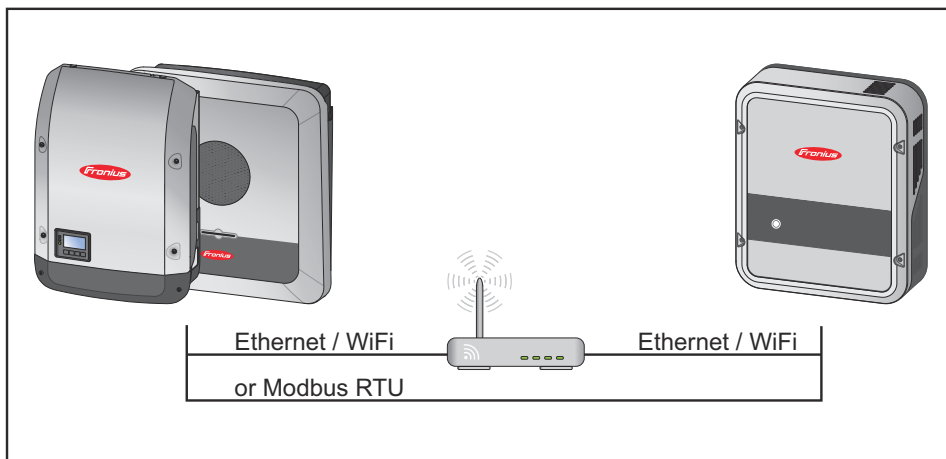 Fronius
Fronius
Fronius
Ethernet / WiFi
Ethernet / WiFi
or Modbus RTU